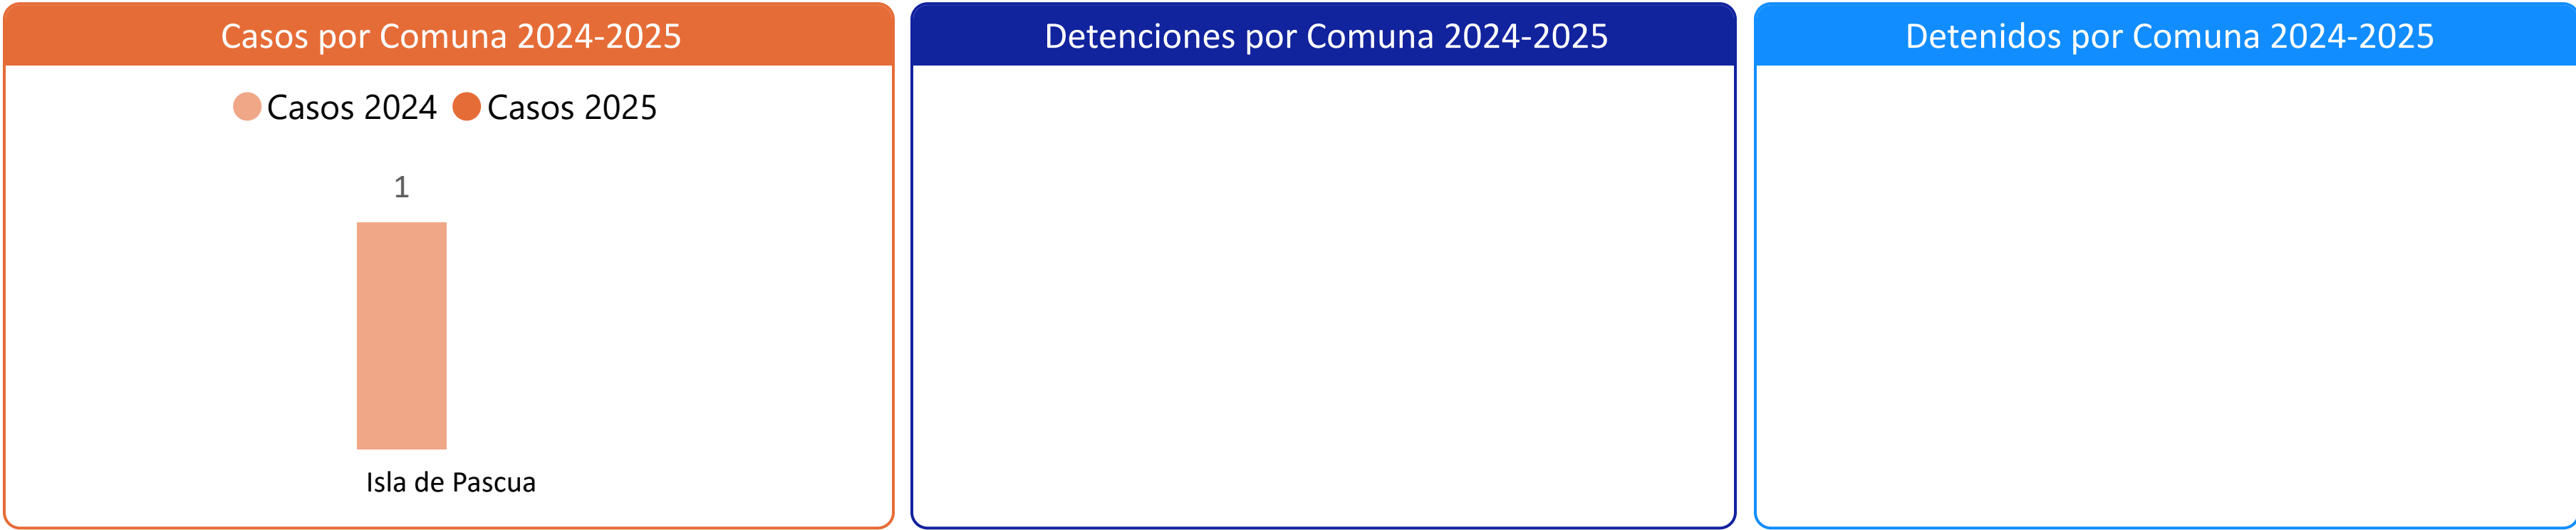 Casos por Comuna 2024-2025
Casos 2024 Casos 2025
1
Isla de Pascua
Detenciones por Comuna 2024-2025
Detenidos por Comuna 2024-2025